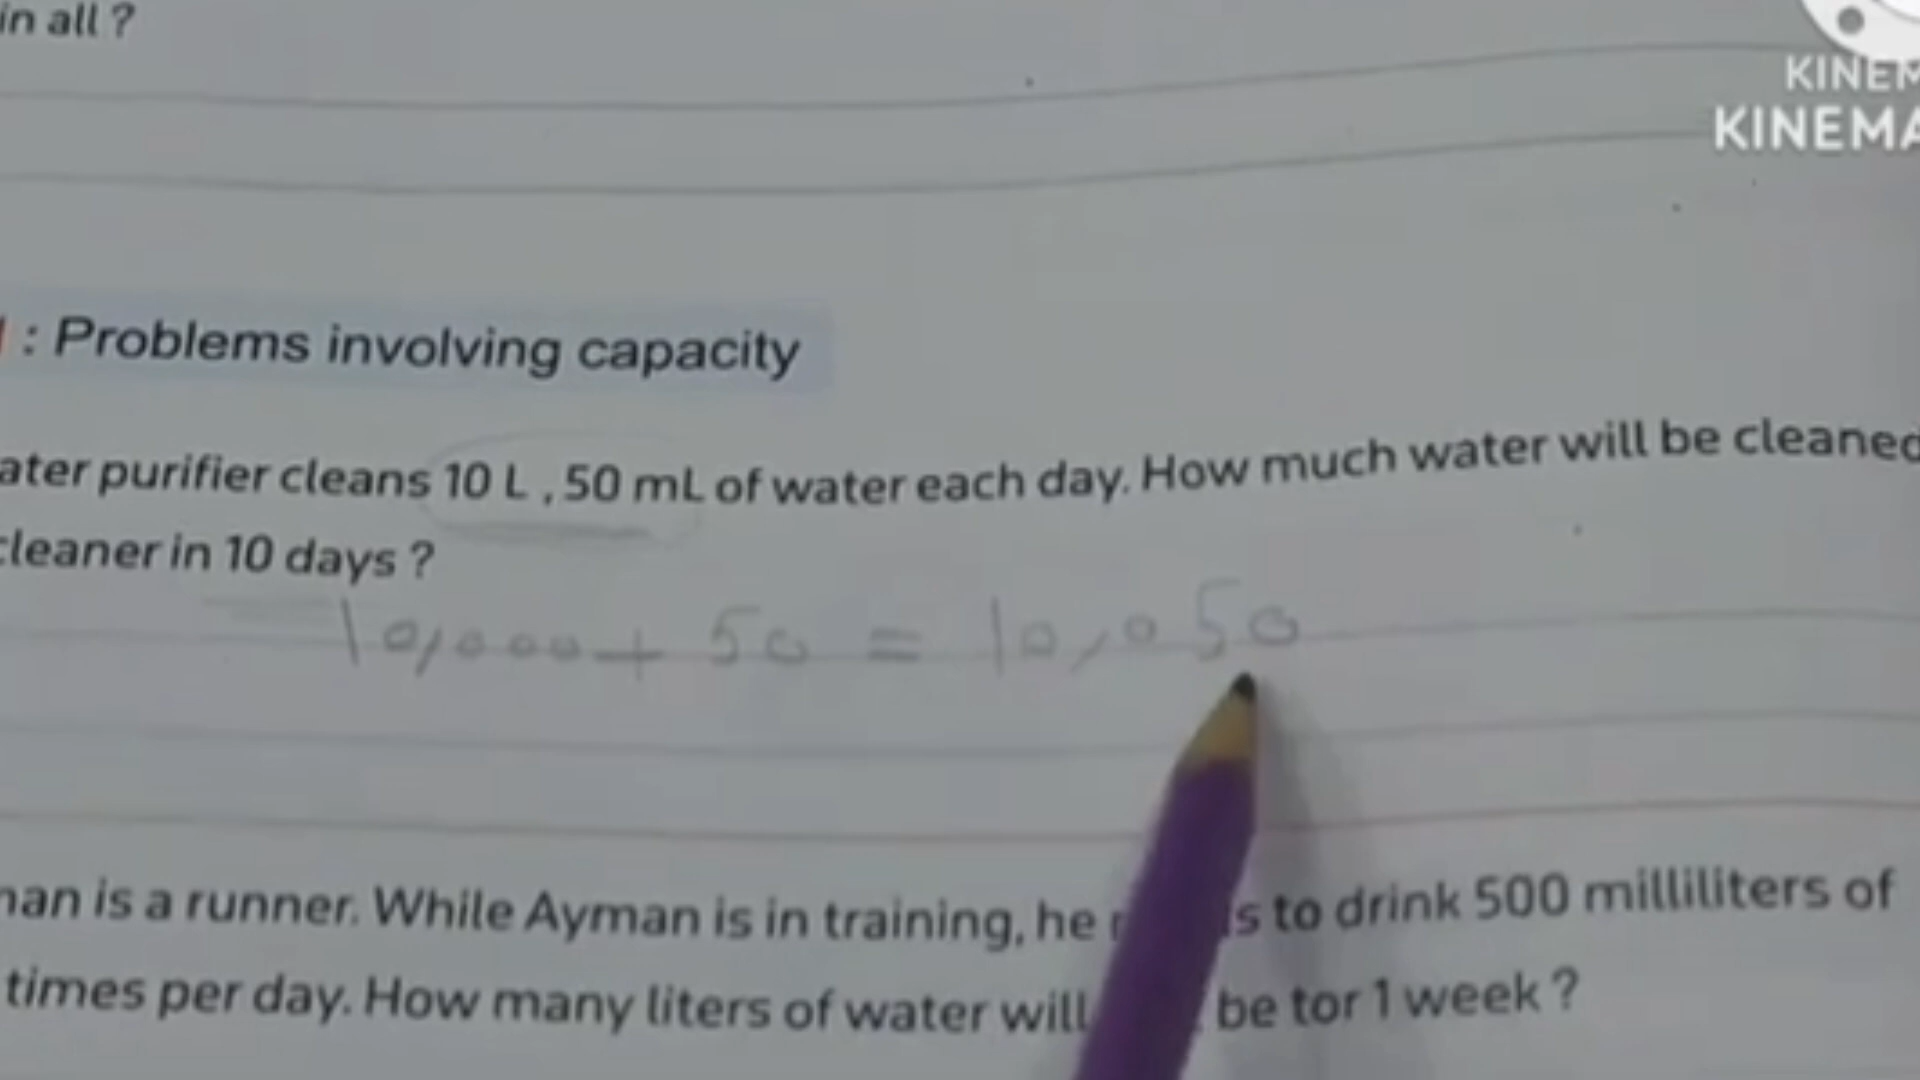 in all ?
KINEM
KINEMA
: Problems involving capacity
ater purifier cleans 10 L , 50 mL of water each day. How much water will be cleaned
cleaner in 10 days ?
10,000 + 50 = 10,050
man is a runner. While Ayman is in training, he to drink 500 milliliters of
times per day. How many liters of water will be tor 1 week ?